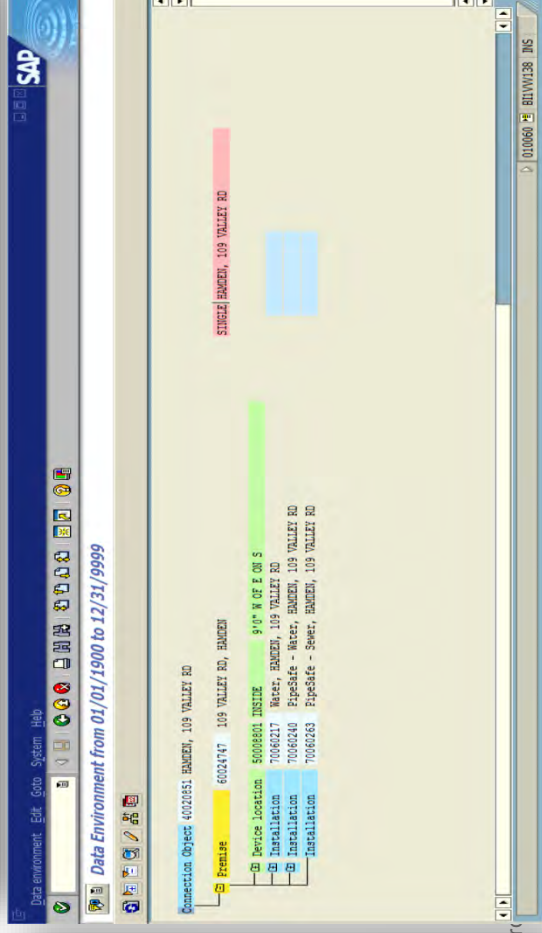 Data environment Edit Goto System Help
SAP
Data Environment from 01/01/1900 to 12/31/9999
Connection Object 40020851 HAMDEN, 109 VALLEY RD
Premise 60024747 109 VALLEY RD, HAMDEN SINGLE HAMDEN, 109 VALLEY RD
Device location 50008801 INSIDE 9'0" W OF E ON S
Installation 70060217 Water, HAMDEN, 109 VALLEY RD
Installation 70060240 PipeSafe - Water, HAMDEN, 109 VALLEY RD
Installation 70060263 PipeSafe - Sewer, HAMDEN, 109 VALLEY RD
010060 BI1VW138 INS